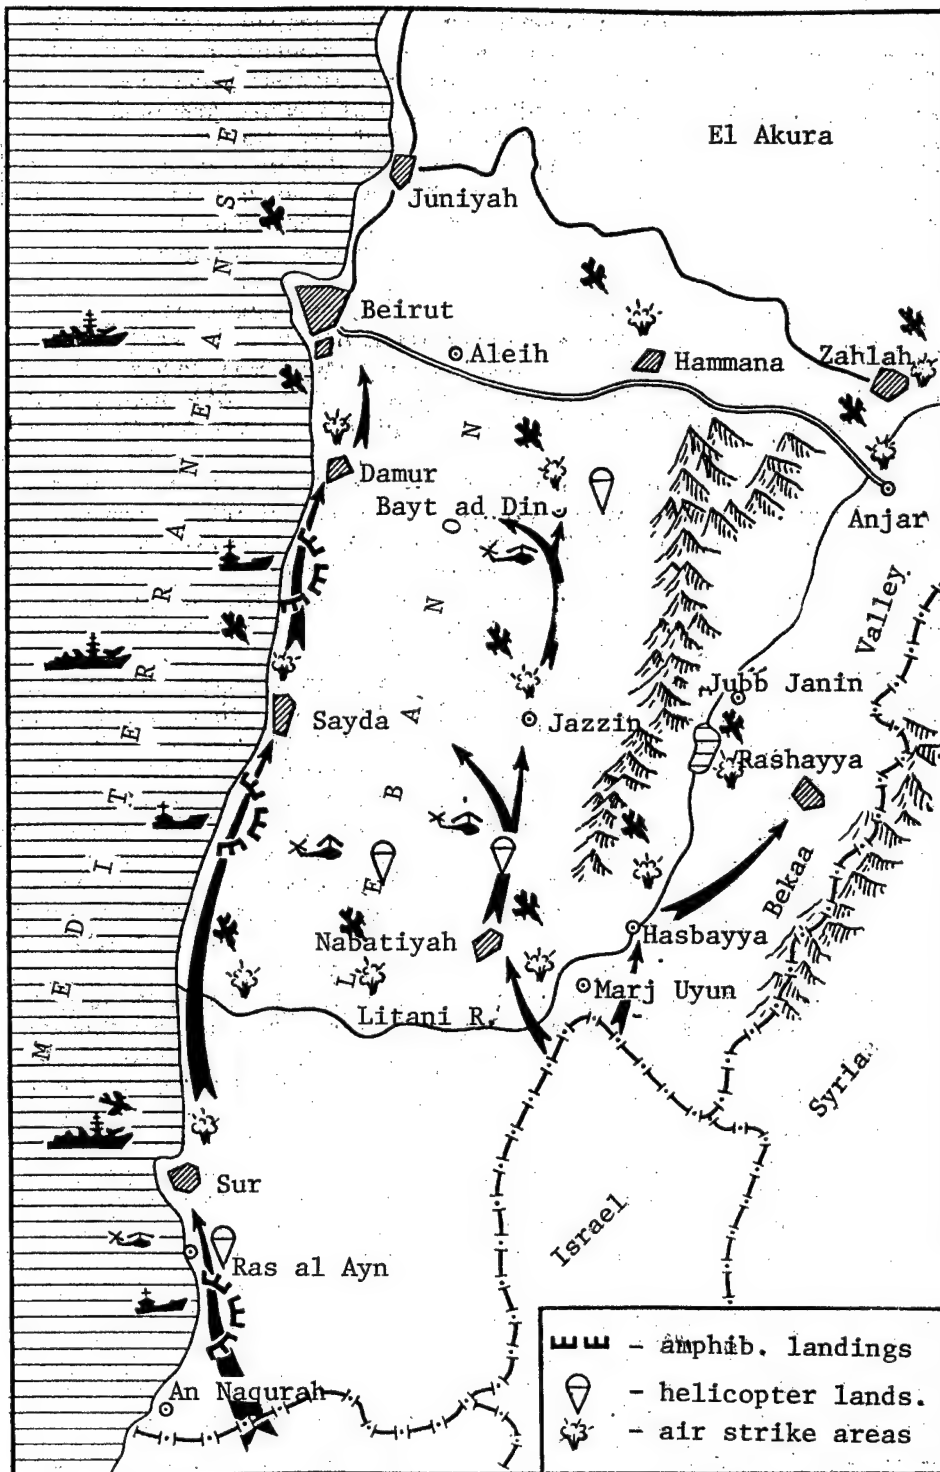 El Akura
Juniyah
Beirut
Aleih
Hammana
Zahlah
Damur
Bayt ad Din
Anjar
Valley
Jubb Janin
Sayda
Jazzin
Rashayya
Bekaa
Nabatiyah
Hasbayya
Marj Uyun
Litani R.
Syria
Sur
Israel
Ras al Ayn
An Naqurah
MEDITERRANEAN SEA
LEBANON
- amphib. landings
- helicopter lands.
- air strike areas